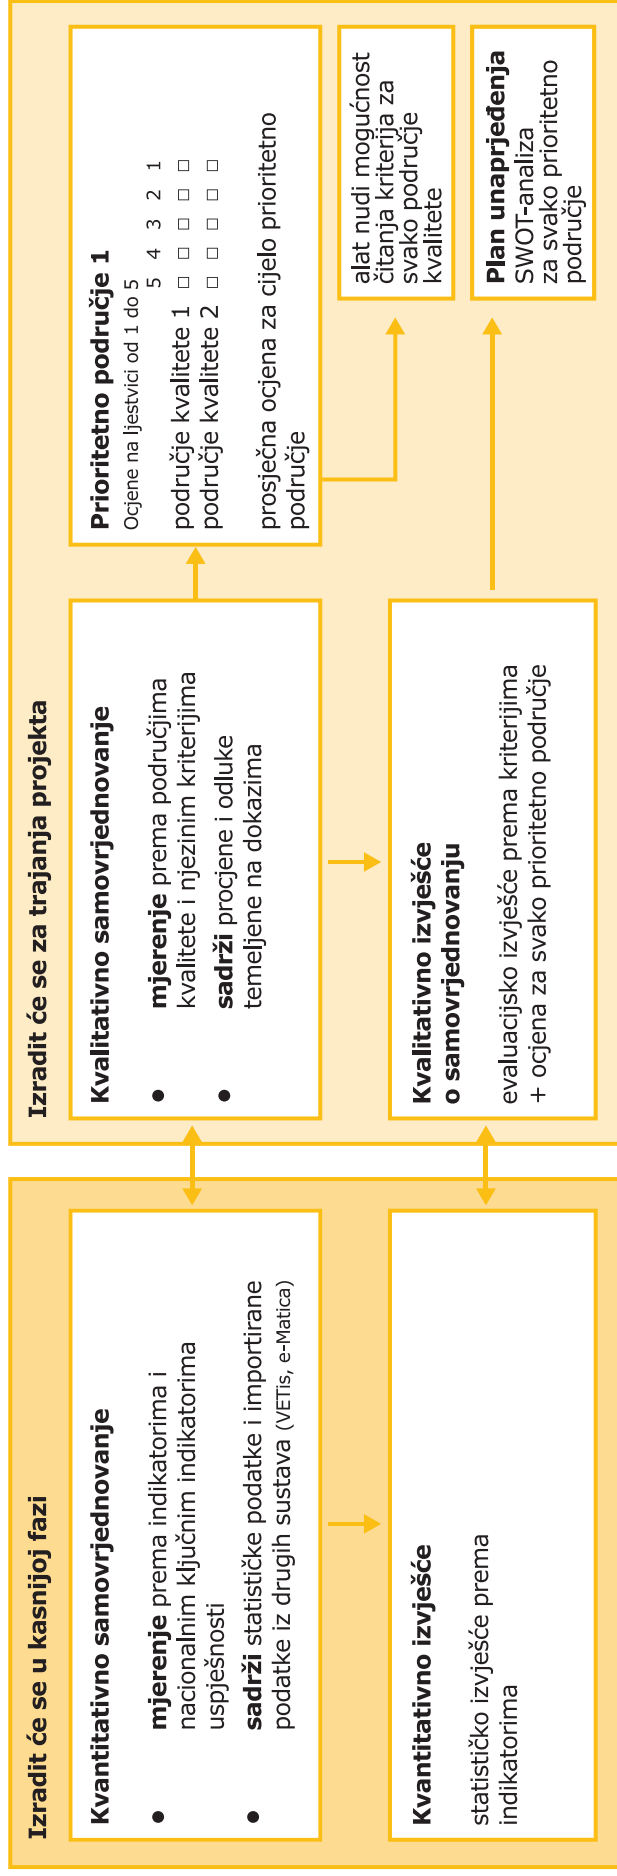 Izradit će se u kasnijoj fazi
Kvantitativno samovrjednovanje
● mjerenje prema indikatorima i
nacionalnim ključnim indikatorima
uspješnosti
● sadrži statističke podatke i importirane
podatke iz drugih sustava (VETis, e-Matica)
Kvantitativno izvješće
statističko izvješće prema
indikatorima
Izradit će se za trajanja projekta
Kvalitativno samovrjednovanje
● mjerenje prema područjima
kvalitete i njezinim kriterijima
● sadrži procjene i odluke
temeljene na dokazima
Kvalitativno izvješće
o samovrjednovanju
evaluacijsko izvješće prema kriterijima
+ ocjena za svako prioritetno područje
Prioritetno područje 1
Ocjene na ljestvici od 1 do 5
5 4 3 2 1
područje kvalitete 1 □ □ □ □ □
područje kvalitete 2 □ □ □ □ □
prosječna ocjena za cijelo prioritetno
područje
alat nudi mogućnost
čitanja kriterija za
svako područje
kvalitete
Plan unaprjeđenja
SWOT-analiza
za svako prioritetno
područje